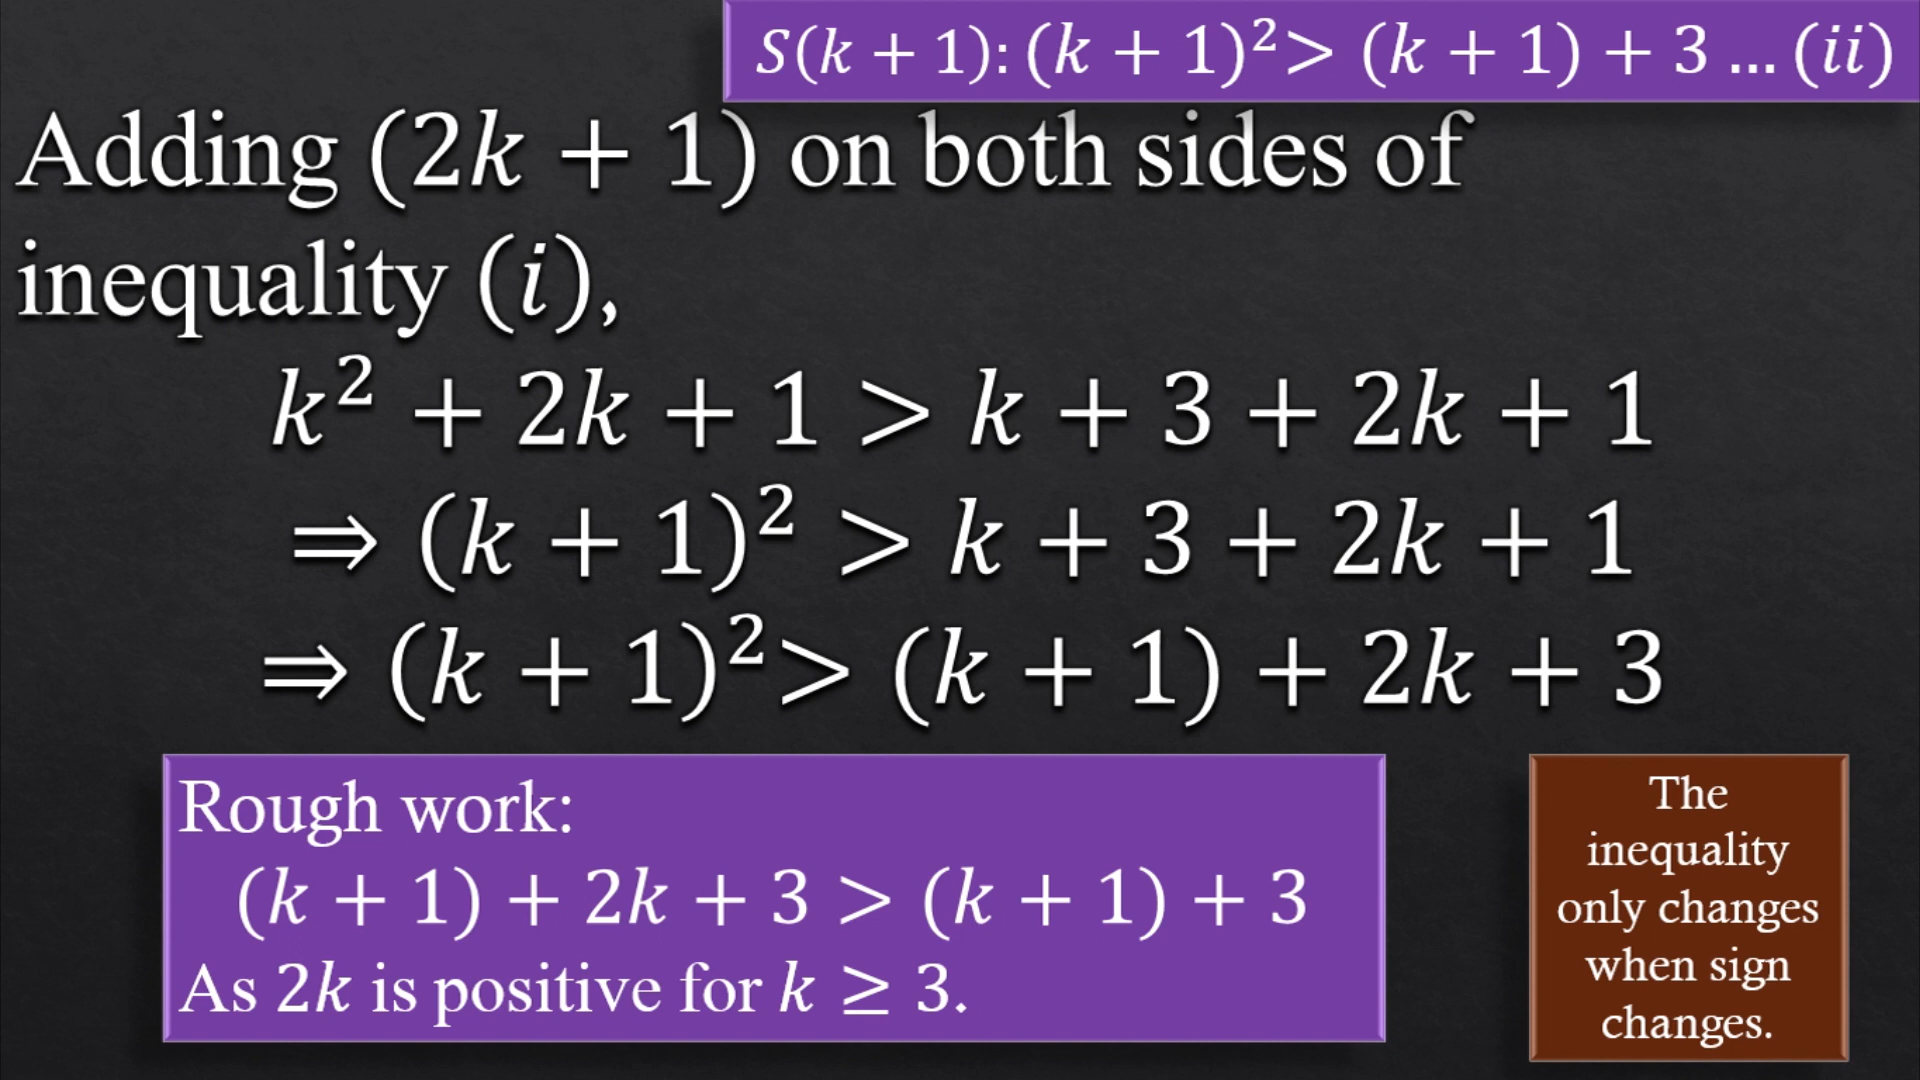 S(k + 1): (k + 1)²> (k + 1) + 3 … (ii)
Adding (2k + 1) on both sides of
inequality (i),
k² + 2k + 1 > k + 3 + 2k + 1
⇒ (k + 1)² > k + 3 + 2k + 1
⇒ (k + 1)²> (k + 1) + 2k + 3
Rough work:
(k + 1) + 2k + 3 > (k + 1) + 3
As 2k is positive for k ≥ 3.
The
inequality
only changes
when sign
changes.